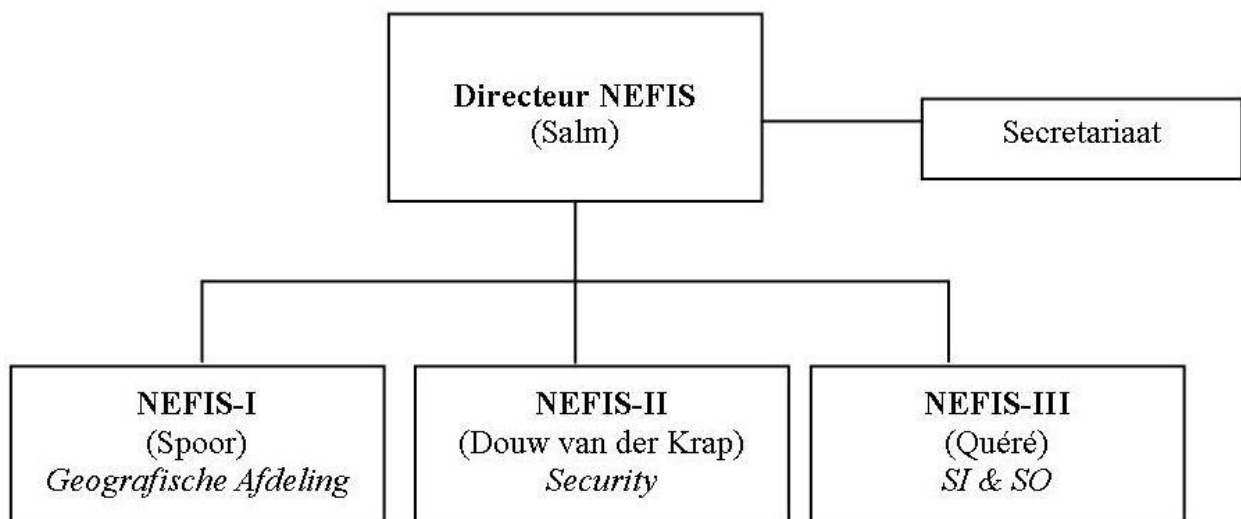 Directeur NEFIS
(Salm)
Secretariaat
NEFIS-I
(Spoor)
Geografische Afdeling
NEFIS-II
(Douw van der Krap)
Security
NEFIS-III
(Quéré)
SI & SO